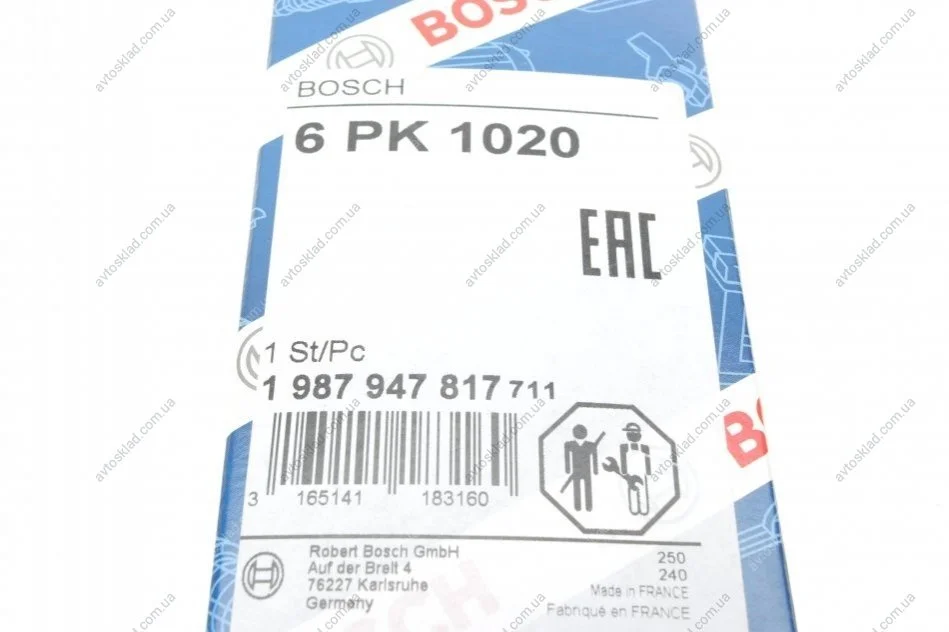 BOSCH
BOSCH
6 PK 1020
EAC
1 St/Pc
1 987 947 817 711
3 165141 183160
Robert Bosch GmbH
Auf der Breit 4
76227 Karlsruhe
Germany
250
240
Made in FRANCE
Fabriqué en FRANCE
avtosklad.com.ua